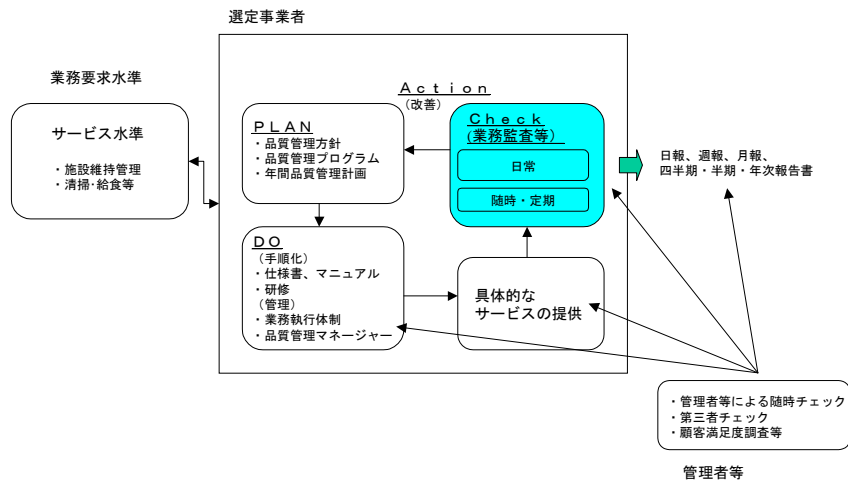 選定事業者
業務要求水準
サービス水準
・施設維持管理
・清掃･給食等
Ａｃｔｉｏｎ
（改善）
ＰＬＡＮ
・品質管理方針
・品質管理プログラム
・年間品質管理計画
Ｃｈｅｃｋ
(業務監査等）
日常
随時・定期
日報、週報、月報、
四半期・半期・年次報告書
ＤＯ
（手順化）
・仕様書、マニュアル
・研修
（管理）
・業務執行体制
・品質管理マネージャー
具体的な
サービスの提供
・管理者等による随時チェック
・第三者チェック
・顧客満足度調査等
管理者等